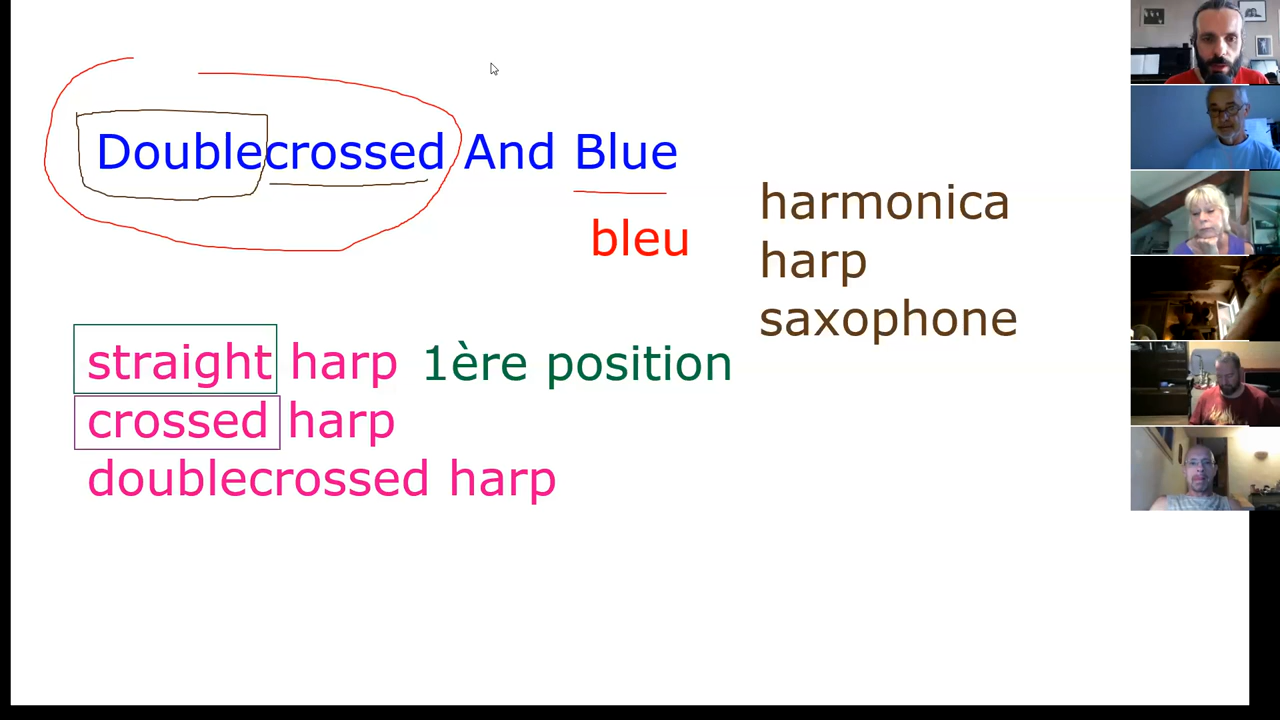 Doublecrossed And Blue
bleu
harmonica
harp
saxophone
straight harp 1ère position
crossed harp
doublecrossed harp